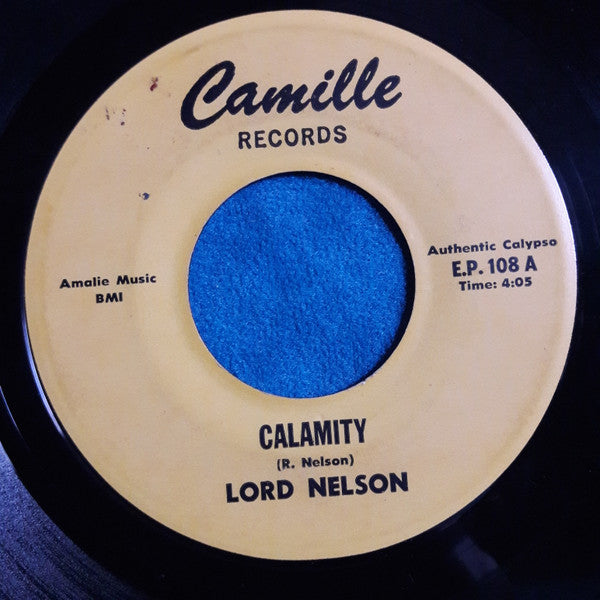 Camille
RECORDS
Amalie Music
BMI
Authentic Calypso
E.P. 108 A
Time: 4:05
CALAMITY
(R. Nelson)
LORD NELSON